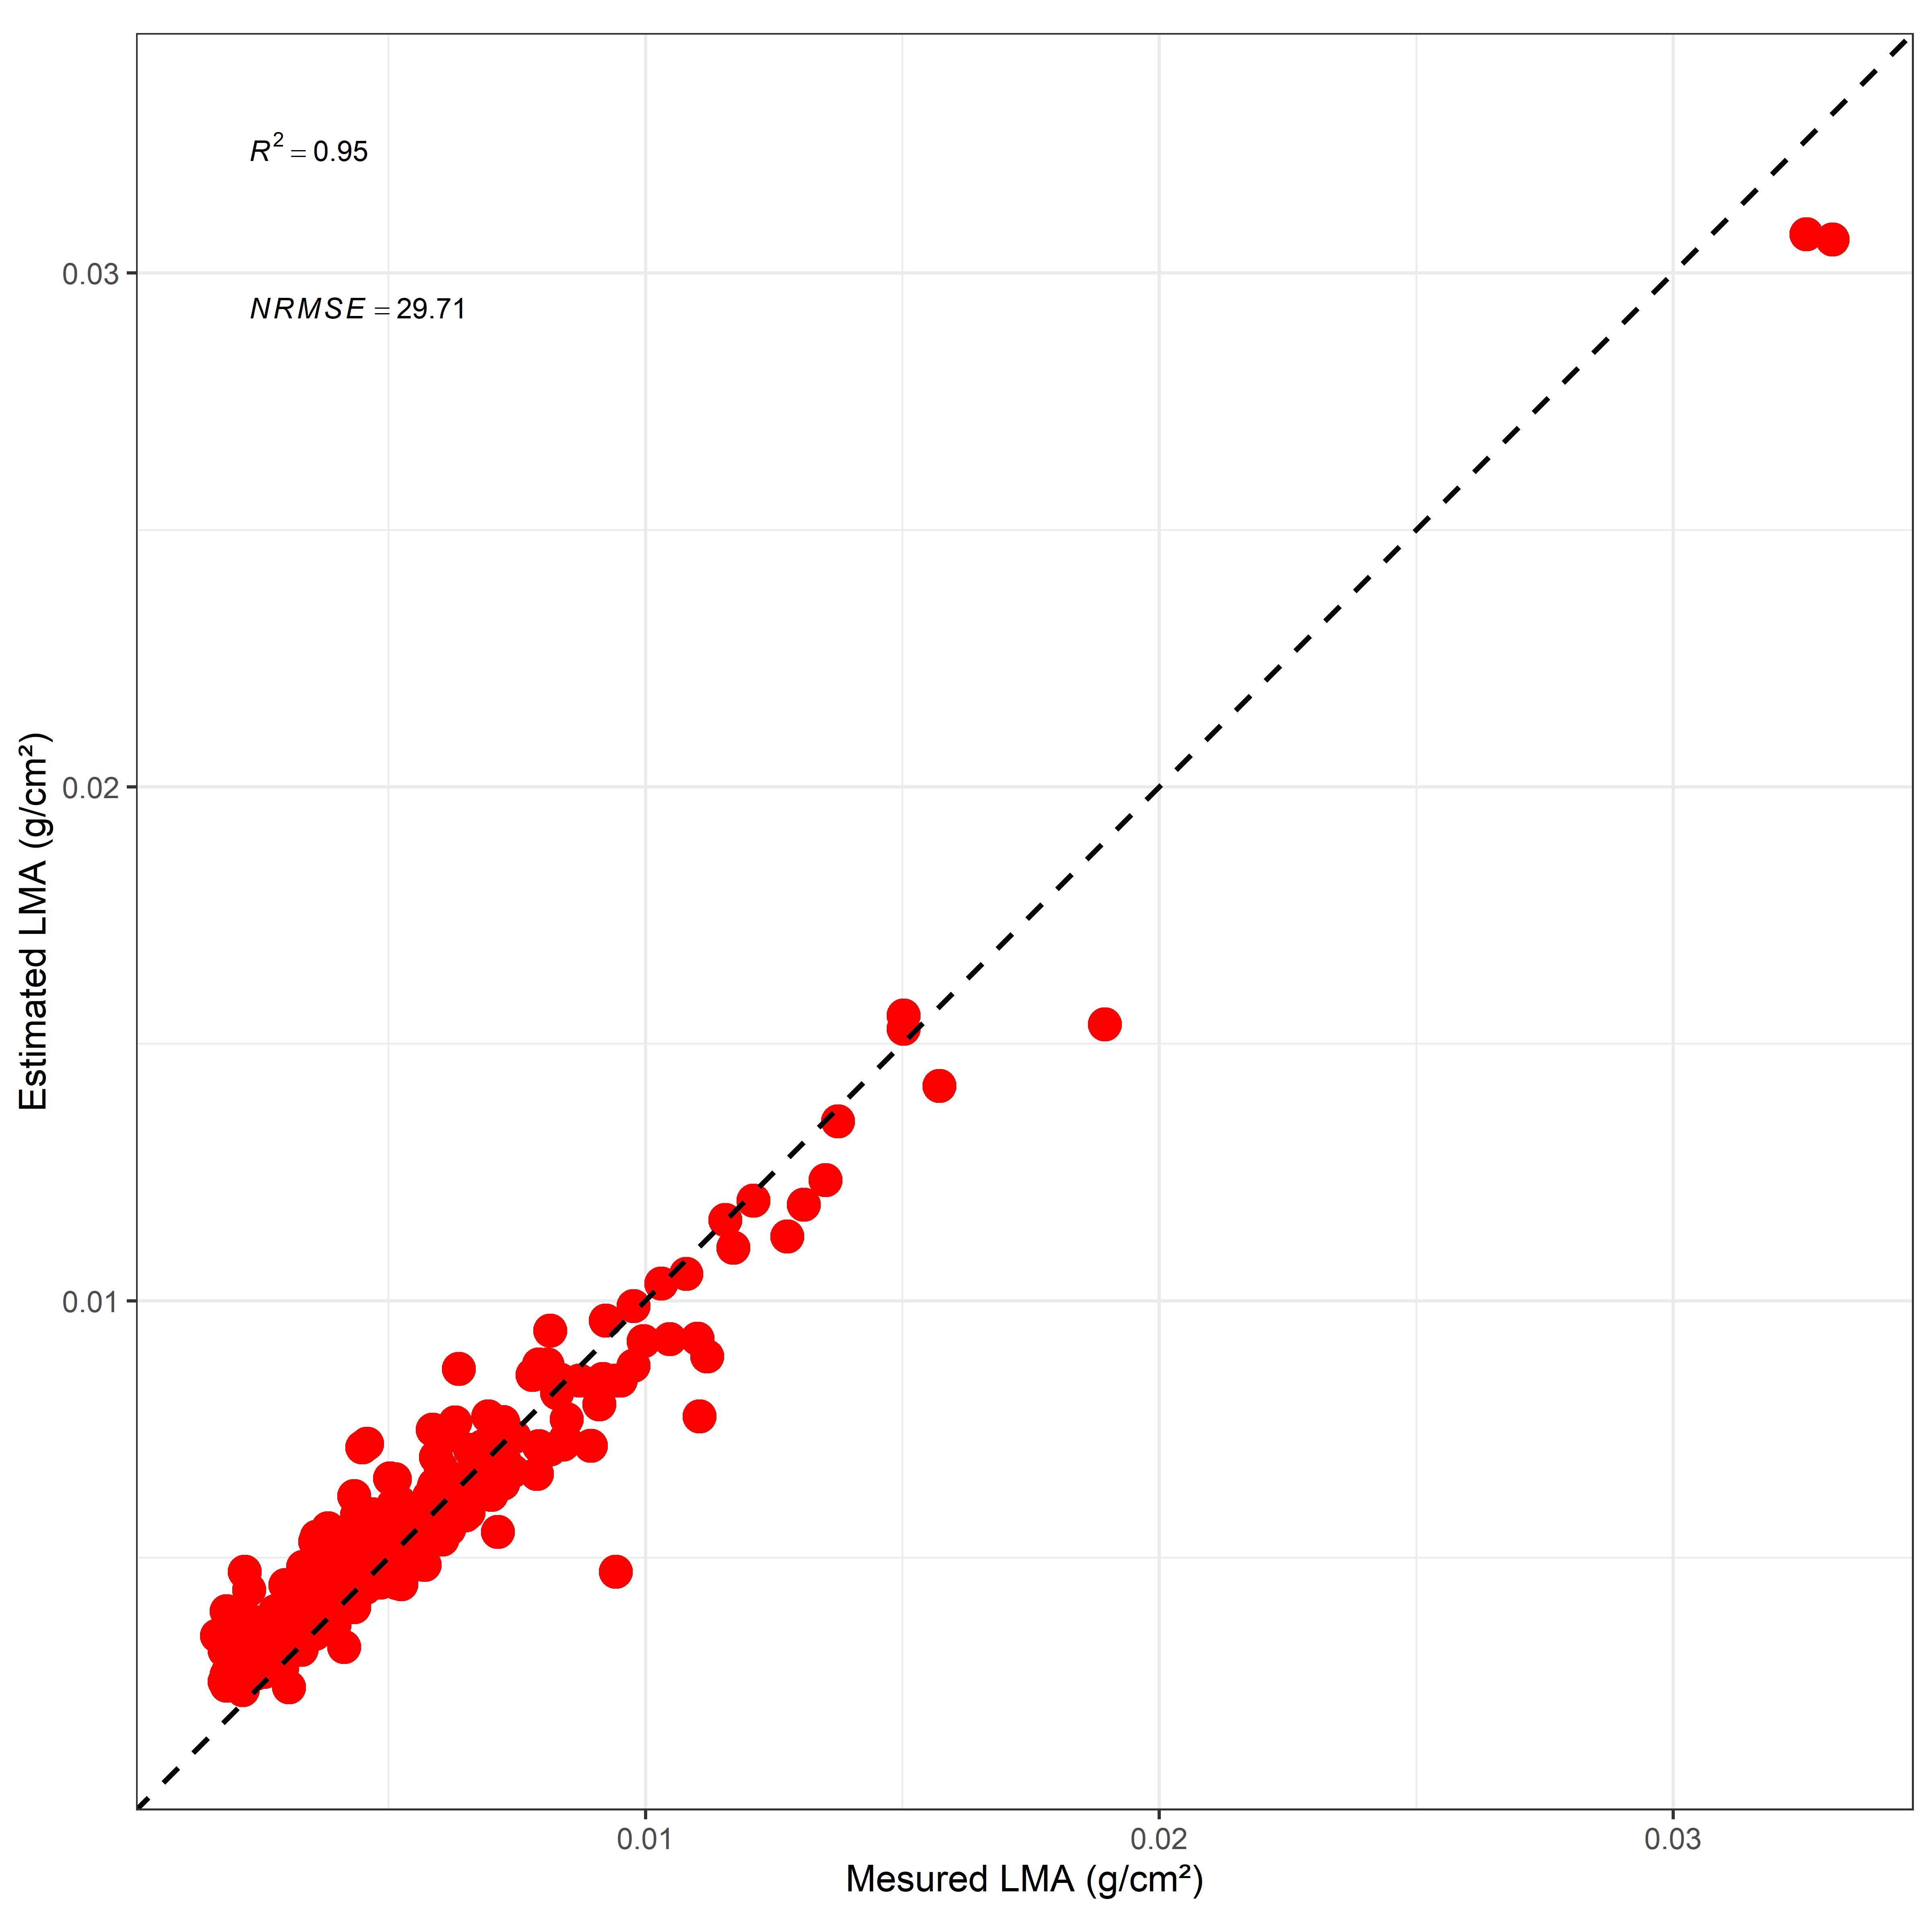 R² = 0.95
NRMSE = 29.71
0.03
0.02
0.01
Estimated LMA (g/cm²)
0.01 0.02 0.03
Mesured LMA (g/cm²)